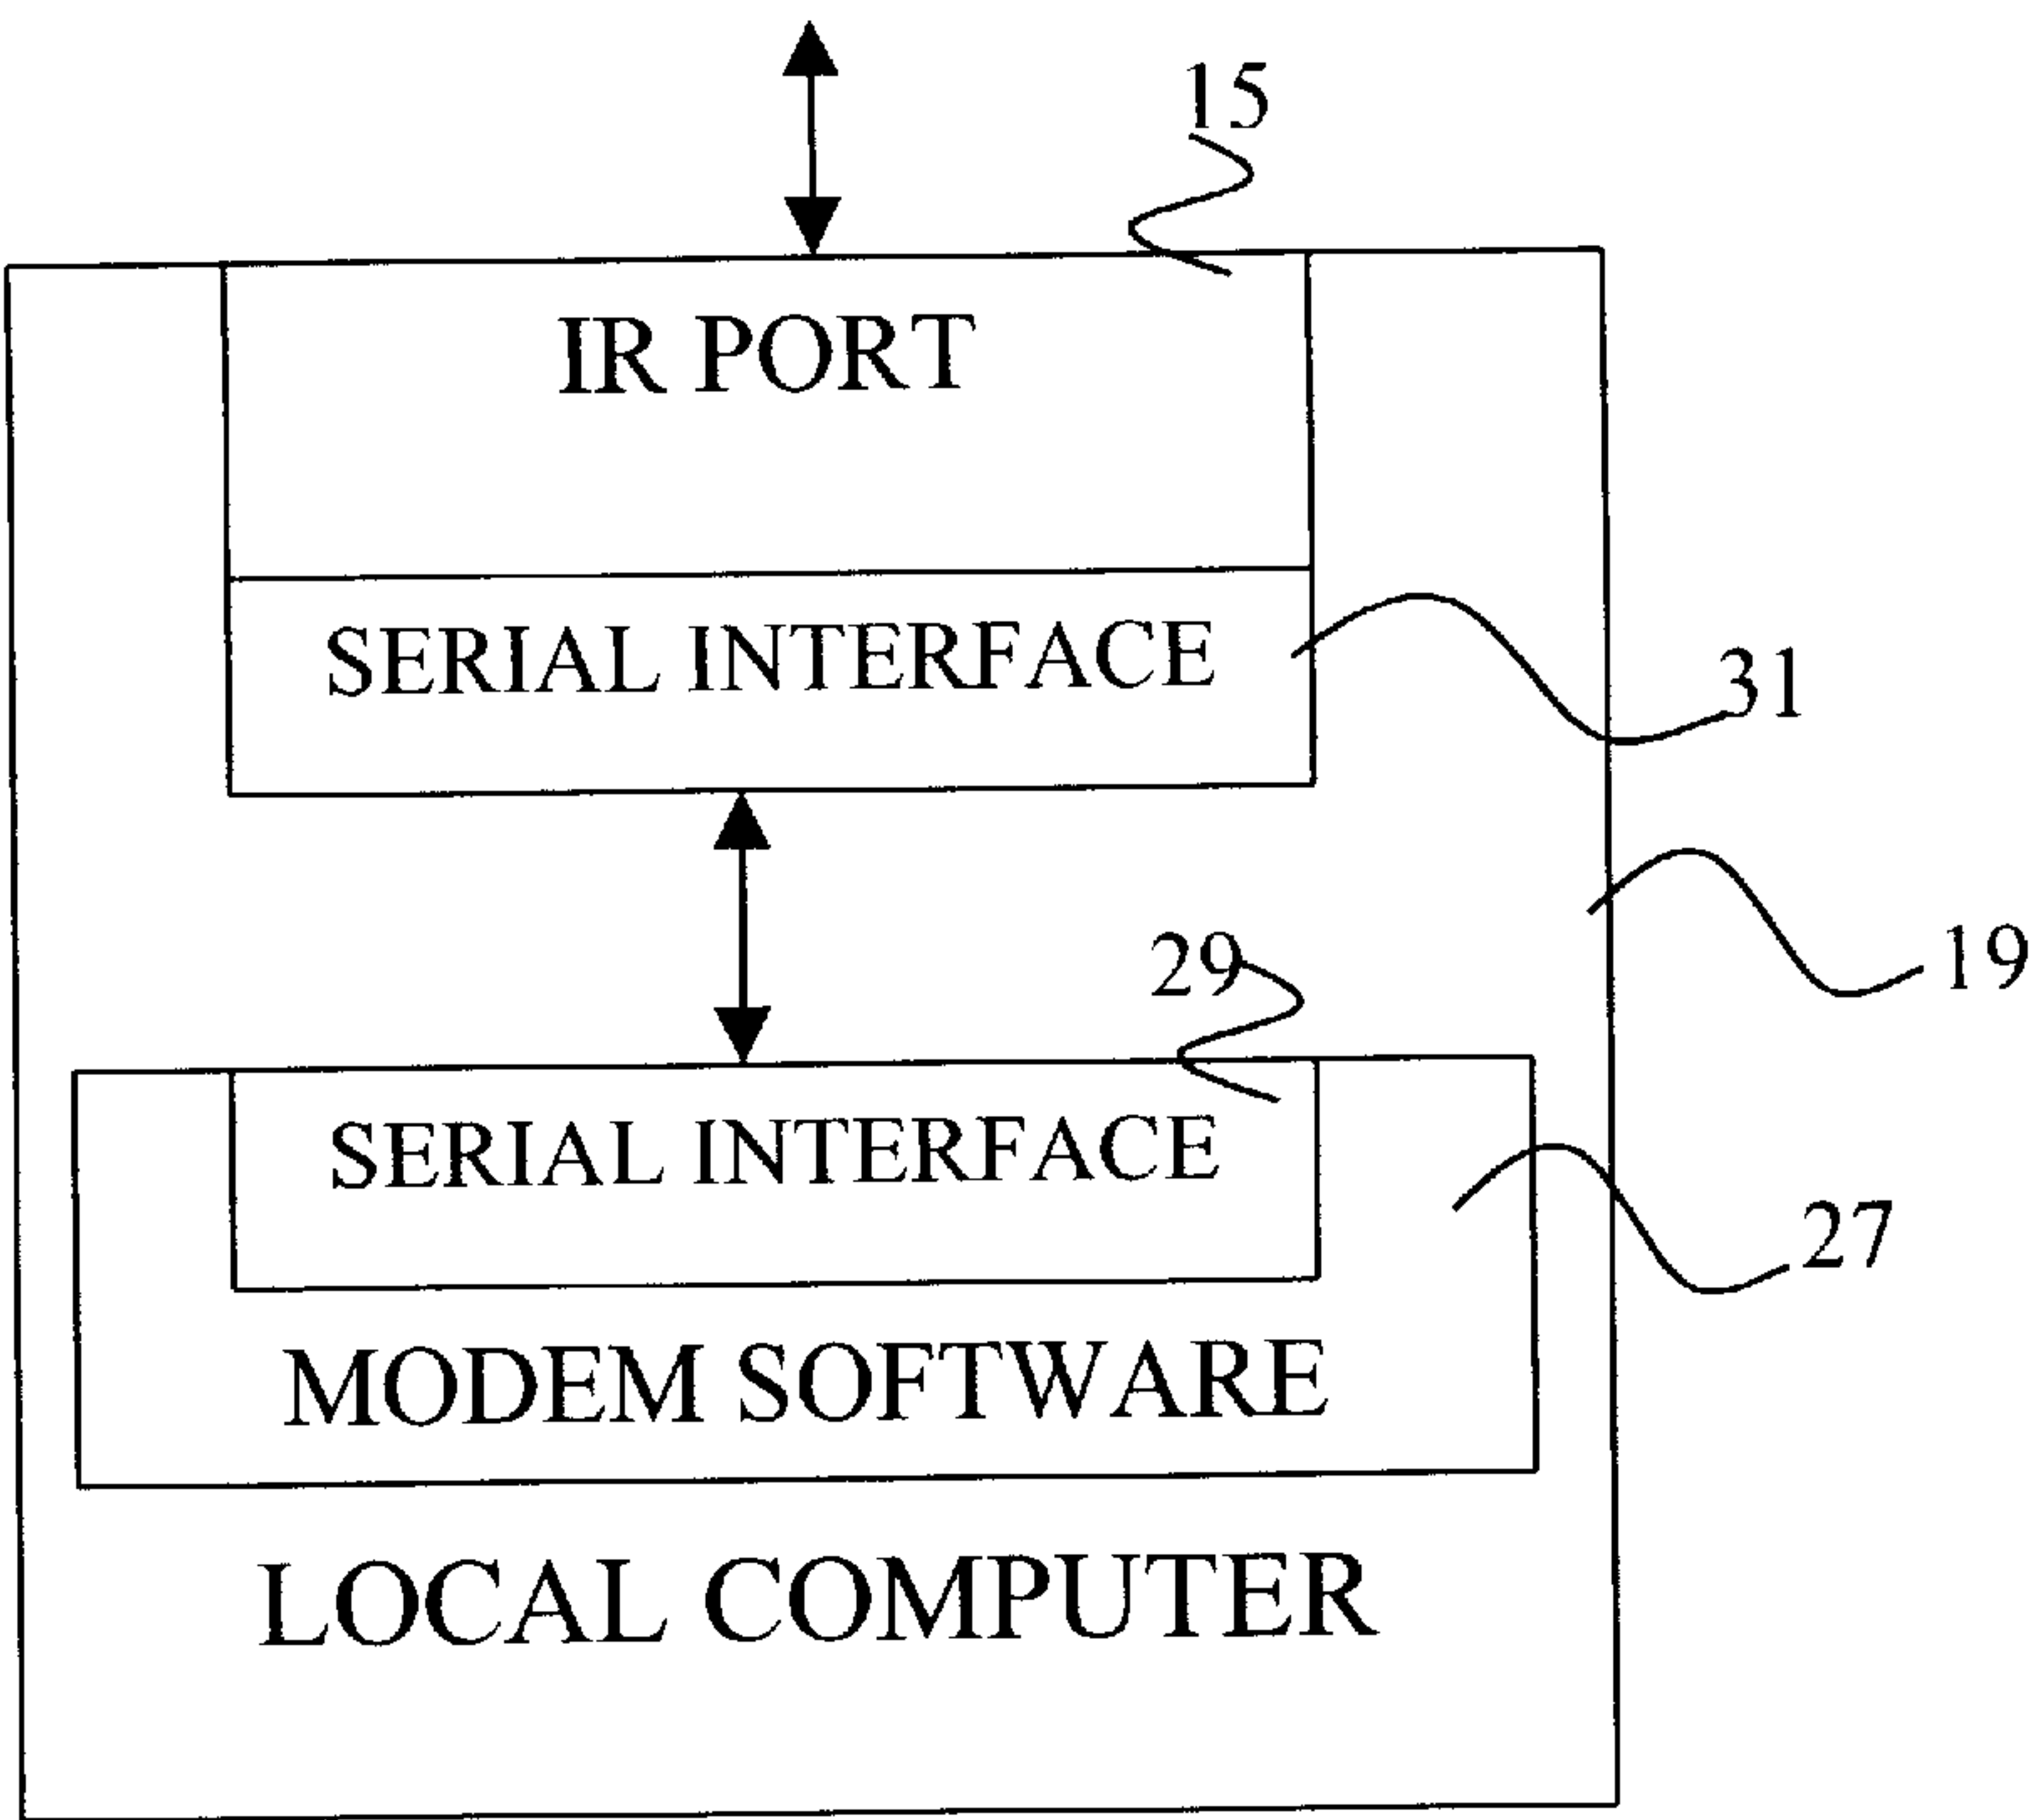 15
IR PORT
SERIAL INTERFACE
31
19
29
SERIAL INTERFACE
27
MODEM SOFTWARE
LOCAL COMPUTER